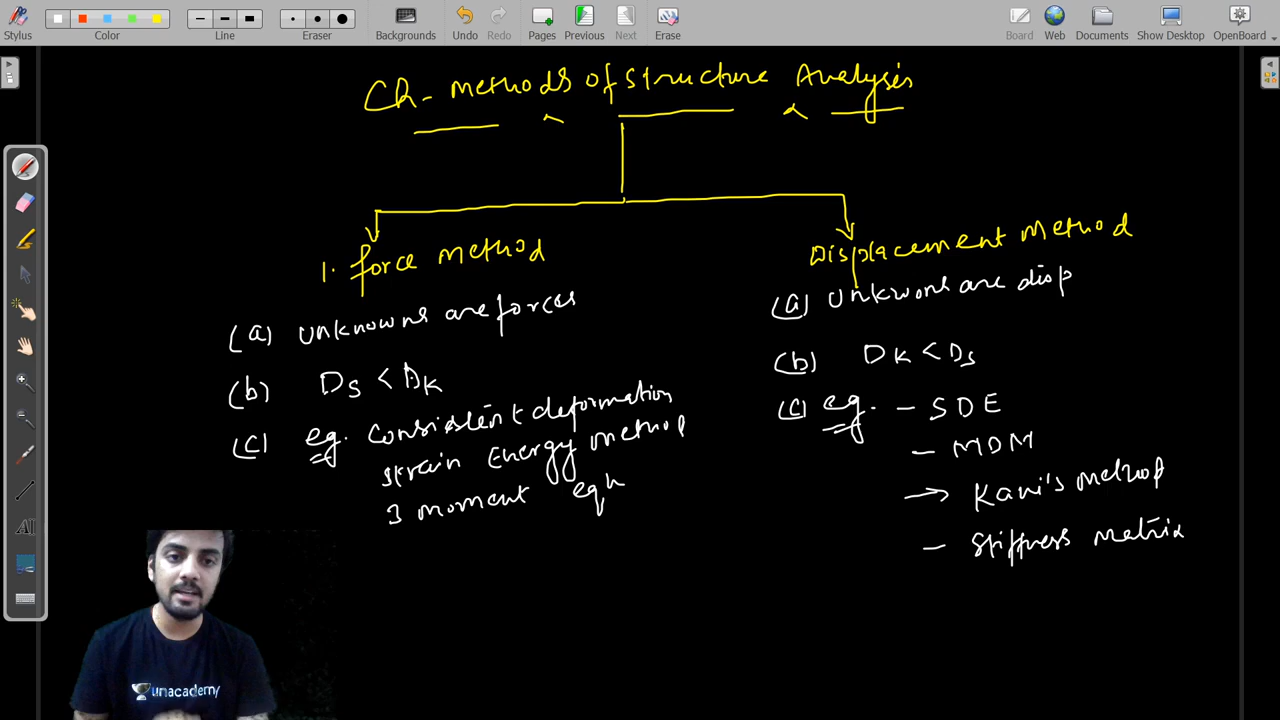 Stylus
Color
Line
Eraser
Backgrounds
Undo
Redo
Pages
Previous
Next
Erase
Board
Web
Documents
Show Desktop
OpenBoard
Ch- Methods of Structure Analysis
1. force method
(a) unknowns are forces
(b) Ds < Dk
(c) eg. Consistent deformation
strain Energy method
3 moment eqn
Displacement Method
(a) Unkwons are disp
(b) Dk < Ds
(c) eg. - SDE
- MDM
→ Kani's method
- Stiffness matrix
unacademy